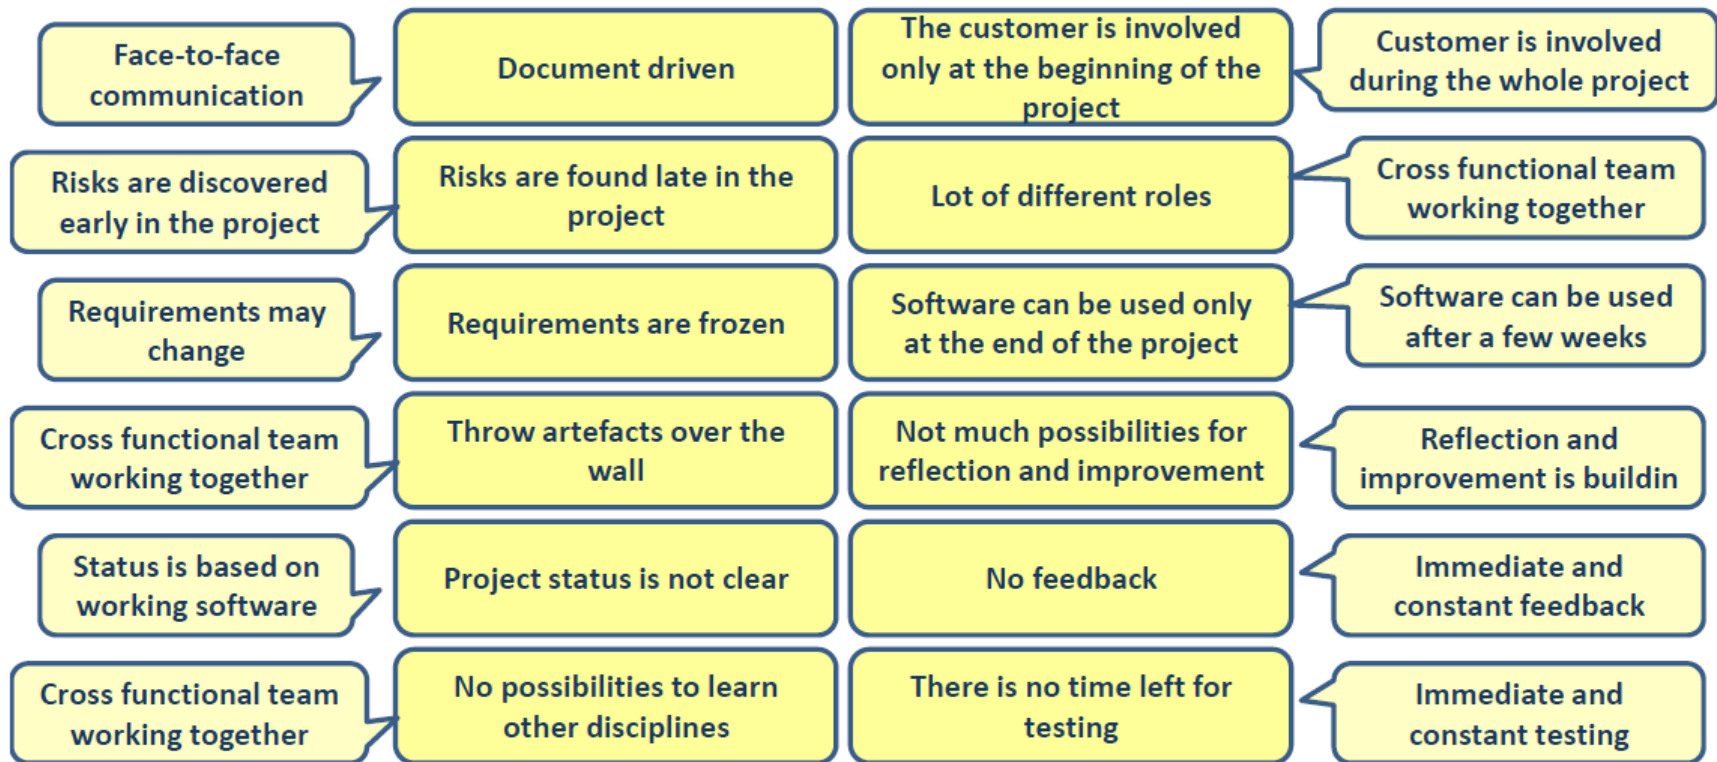 Face-to-face
communication
Document driven
The customer is involved
only at the beginning of the
project
Customer is involved
during the whole project
Risks are discovered
early in the project
Risks are found late in the
project
Lot of different roles
Cross functional team
working together
Requirements may
change
Requirements are frozen
Software can be used only
at the end of the project
Software can be used
after a few weeks
Cross functional team
working together
Throw artefacts over the
wall
Not much possibilities for
reflection and improvement
Reflection and
improvement is buildin
Status is based on
working software
Project status is not clear
No feedback
Immediate and
constant feedback
Cross functional team
working together
No possibilities to learn
other disciplines
There is no time left for
testing
Immediate and
constant testing